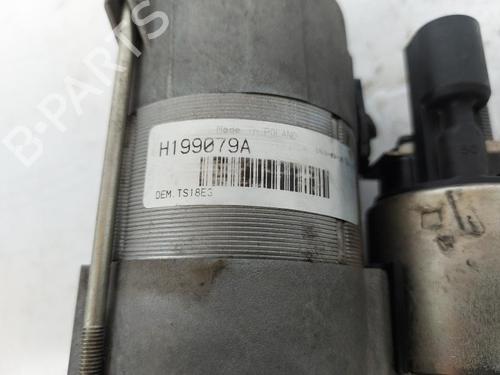 B-PARTS
Made in POLAND
H199079A
DEM.TS18E3